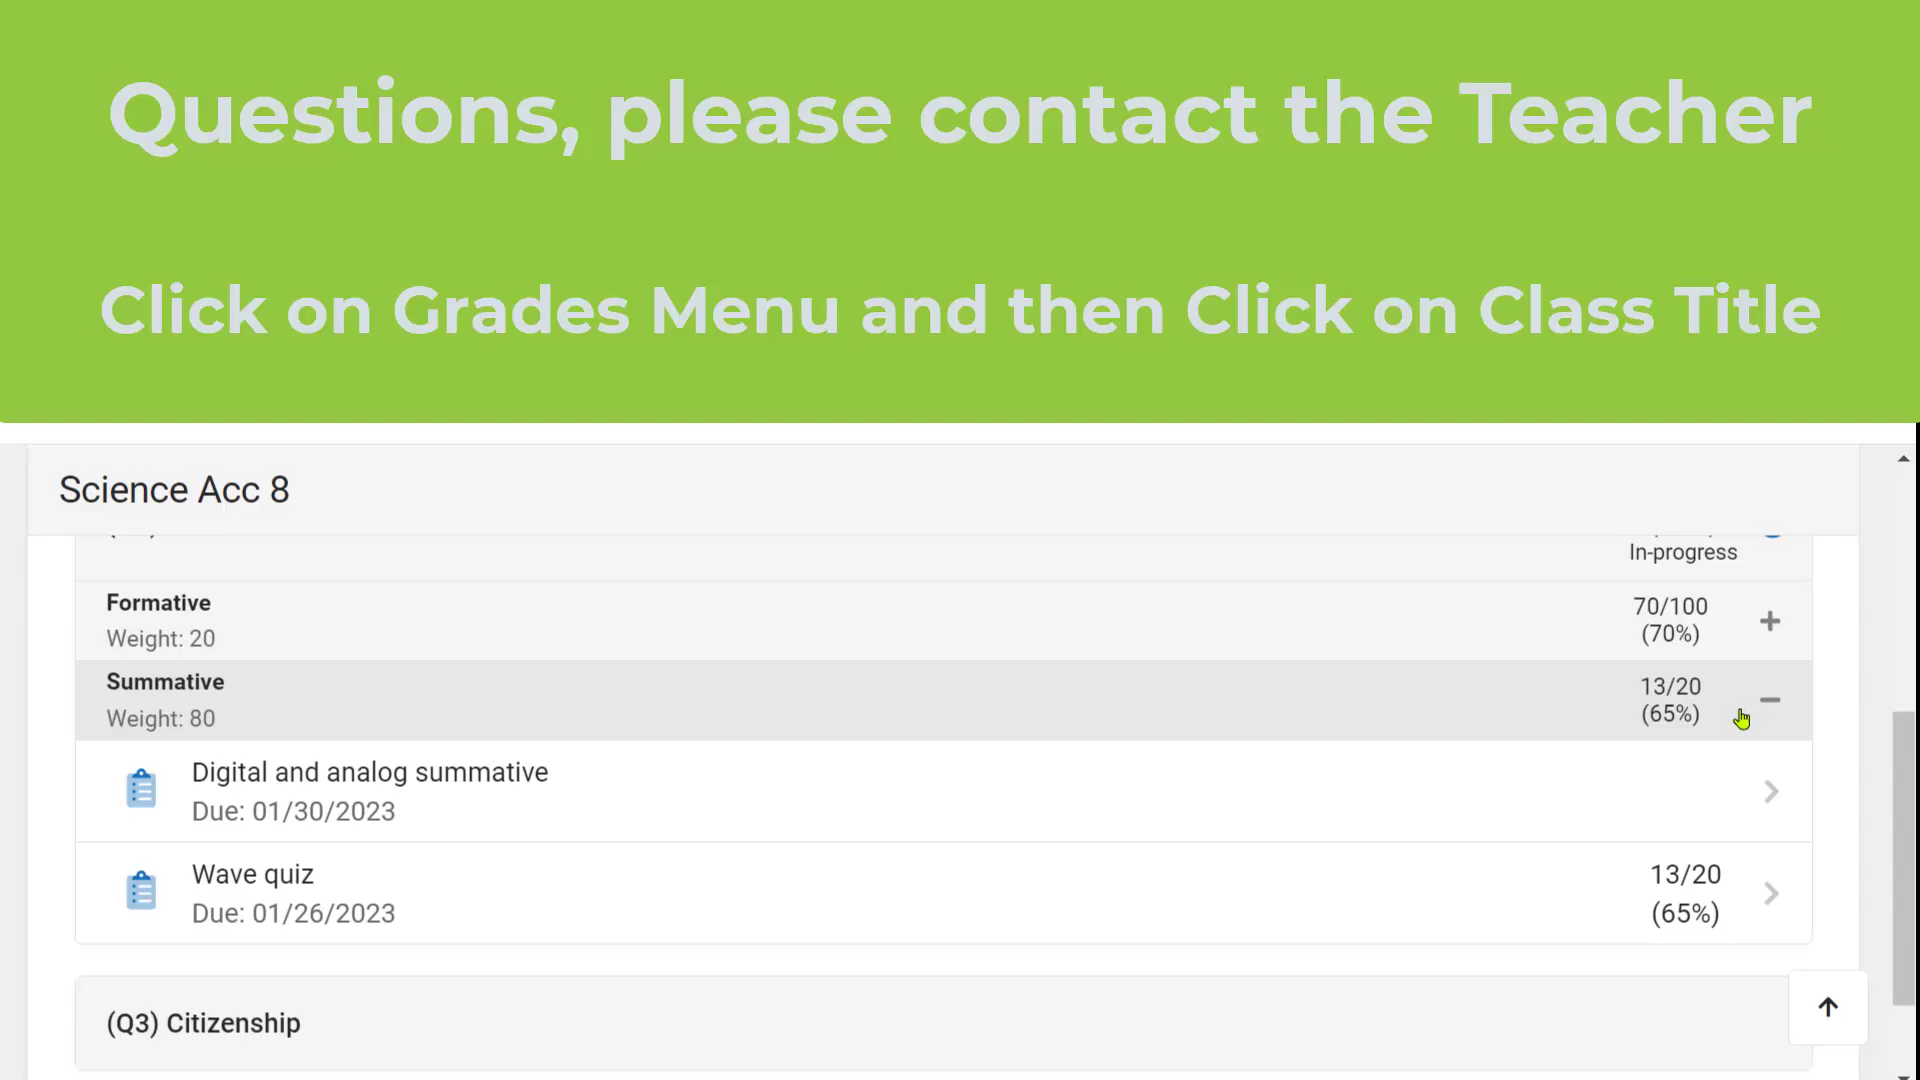 Questions, please contact the Teacher
Click on Grades Menu and then Click on Class Title
Science Acc 8
In-progress
Formative
70/100
Weight: 20
(70%)
Summative
13/20
Weight: 80
(65%)
Digital and analog summative
Due: 01/30/2023
Wave quiz
13/20
Due: 01/26/2023
(65%)
(Q3) Citizenship